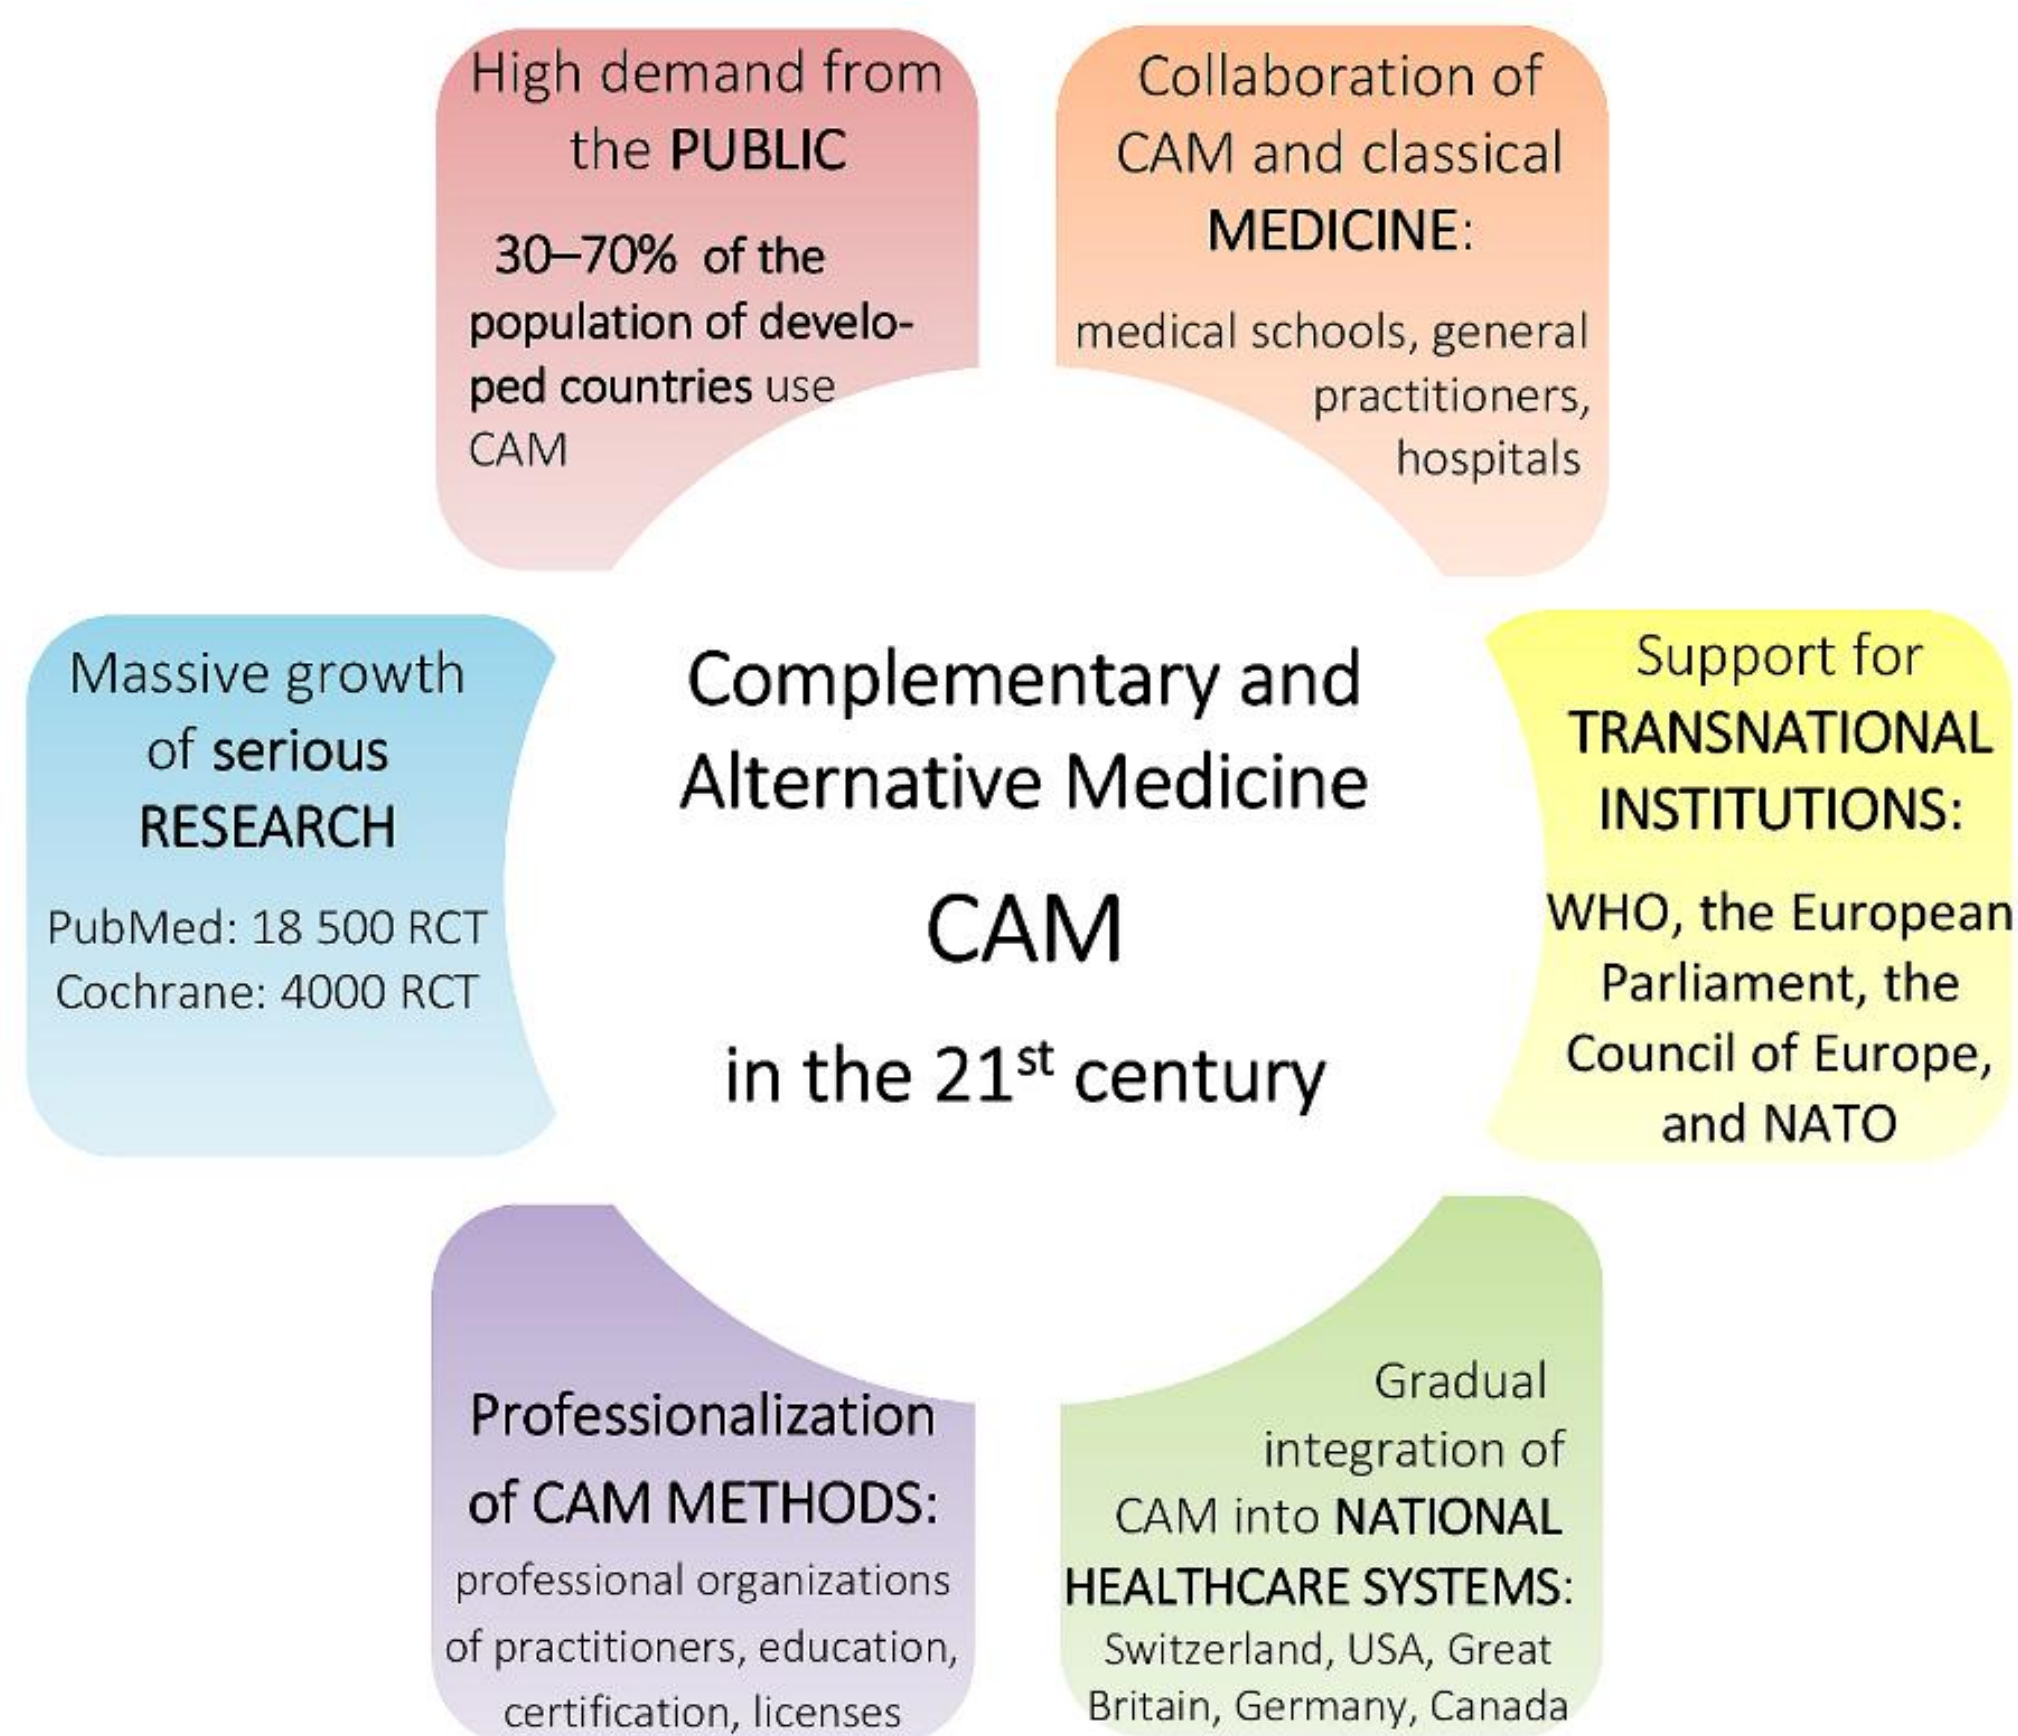 High demand from
the PUBLIC
30–70% of the
population of develo-
ped countries use
CAM
Collaboration of
CAM and classical
MEDICINE:
medical schools, general
practitioners,
hospitals
Massive growth
of serious
RESEARCH
PubMed: 18 500 RCT
Cochrane: 4000 RCT
Complementary and
Alternative Medicine
CAM
in the 21st century
Support for
TRANSNATIONAL
INSTITUTIONS:
WHO, the European
Parliament, the
Council of Europe,
and NATO
Professionalization
of CAM METHODS:
professional organizations
of practitioners, education,
certification, licenses
Gradual
integration of
CAM into NATIONAL
HEALTHCARE SYSTEMS:
Switzerland, USA, Great
Britain, Germany, Canada